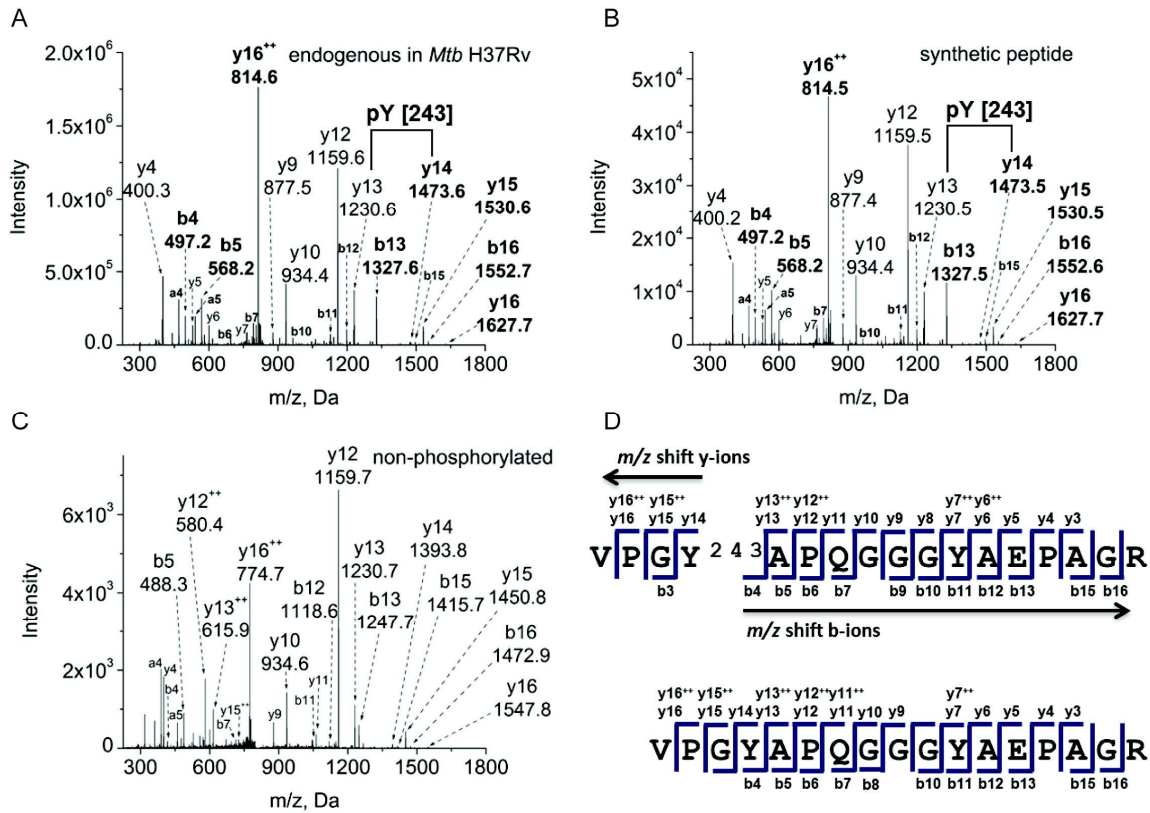 A
endogenous in Mtb H37Rv
Intensity
2.0x10⁶
1.5x10⁶
1.0x10⁶
5.0x10⁵
0.0
y16⁺⁺
814.6
pY [243]
y12
1159.6
y4
400.3
y9
877.5
y13
1230.6
y14
1473.6
y15
1530.6
b4
497.2
b5
568.2
y10
934.4
b12
b13
1327.6
b15
b16
1552.7
a4
y5
a5
y6
b6
y7
b7
b10
b11
y16
1627.7
300 600 900 1200 1500 1800
m/z, Da
B
synthetic peptide
Intensity
5x10⁴
4x10⁴
3x10⁴
2x10⁴
1x10⁴
0
y16⁺⁺
814.5
pY [243]
y12
1159.5
y4
400.2
y9
877.4
y13
1230.5
y14
1473.5
y15
1530.5
b4
497.2
b5
568.2
y10
934.4
b12
b13
1327.5
b15
b16
1552.6
a4
y5
a5
y6
y7
b7
b10
b11
y16
1627.7
300 600 900 1200 1500 1800
m/z, Da
C
non-phosphorylated
Intensity
6x10³
4x10³
2x10³
0
y12
1159.7
y12⁺⁺
580.4
b5
488.3
y16⁺⁺
774.7
y13⁺⁺
615.9
b12
1118.6
y13
1230.7
y14
1393.8
b13
1247.7
b15
1415.7
y15
1450.8
y10
934.6
b16
1472.9
y16
1547.8
a4
y4
b4
a5
b7
y15⁺⁺
y9
b11
y11
300 600 900 1200 1500 1800
m/z, Da
D
m/z shift y-ions
y16⁺⁺ y15⁺⁺ y13⁺⁺ y12⁺⁺ y7⁺⁺ y6⁺⁺
y16 y15 y14 y13 y12 y11 y10 y9 y8 y7 y6 y5 y4 y3
V P G Y 2 4 3 A P Q G G G Y A E P A G R
b3 b4 b5 b6 b7 b9 b10 b11 b12 b13 b15 b16
m/z shift b-ions
y16⁺⁺ y15⁺⁺ y13⁺⁺ y12⁺⁺ y11⁺⁺ y7⁺⁺
y16 y15 y14 y13 y12 y11 y10 y9 y7 y6 y5 y4 y3
V P G Y A P Q G G G Y A E P A G R
b4 b5 b6 b7 b8 b10 b11 b12 b13 b15 b16